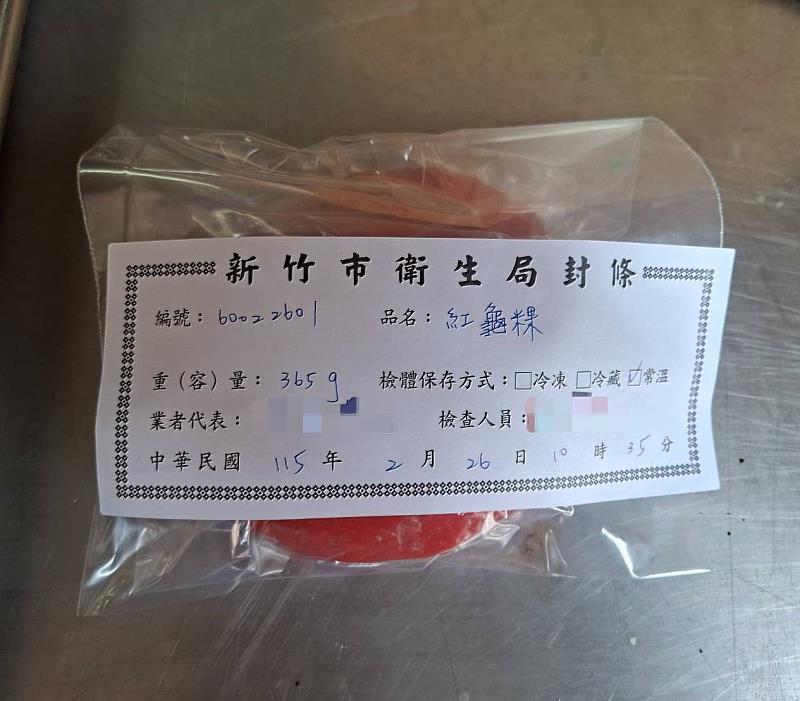 新竹市衛生局封條
編號：60022601 品名：紅龜粿
重（容）量：365g 檢體保存方式：□冷凍 □冷藏 ☑常溫
業者代表： 檢查人員：
中華民國 115 年 2 月 26 日 10 時 35 分